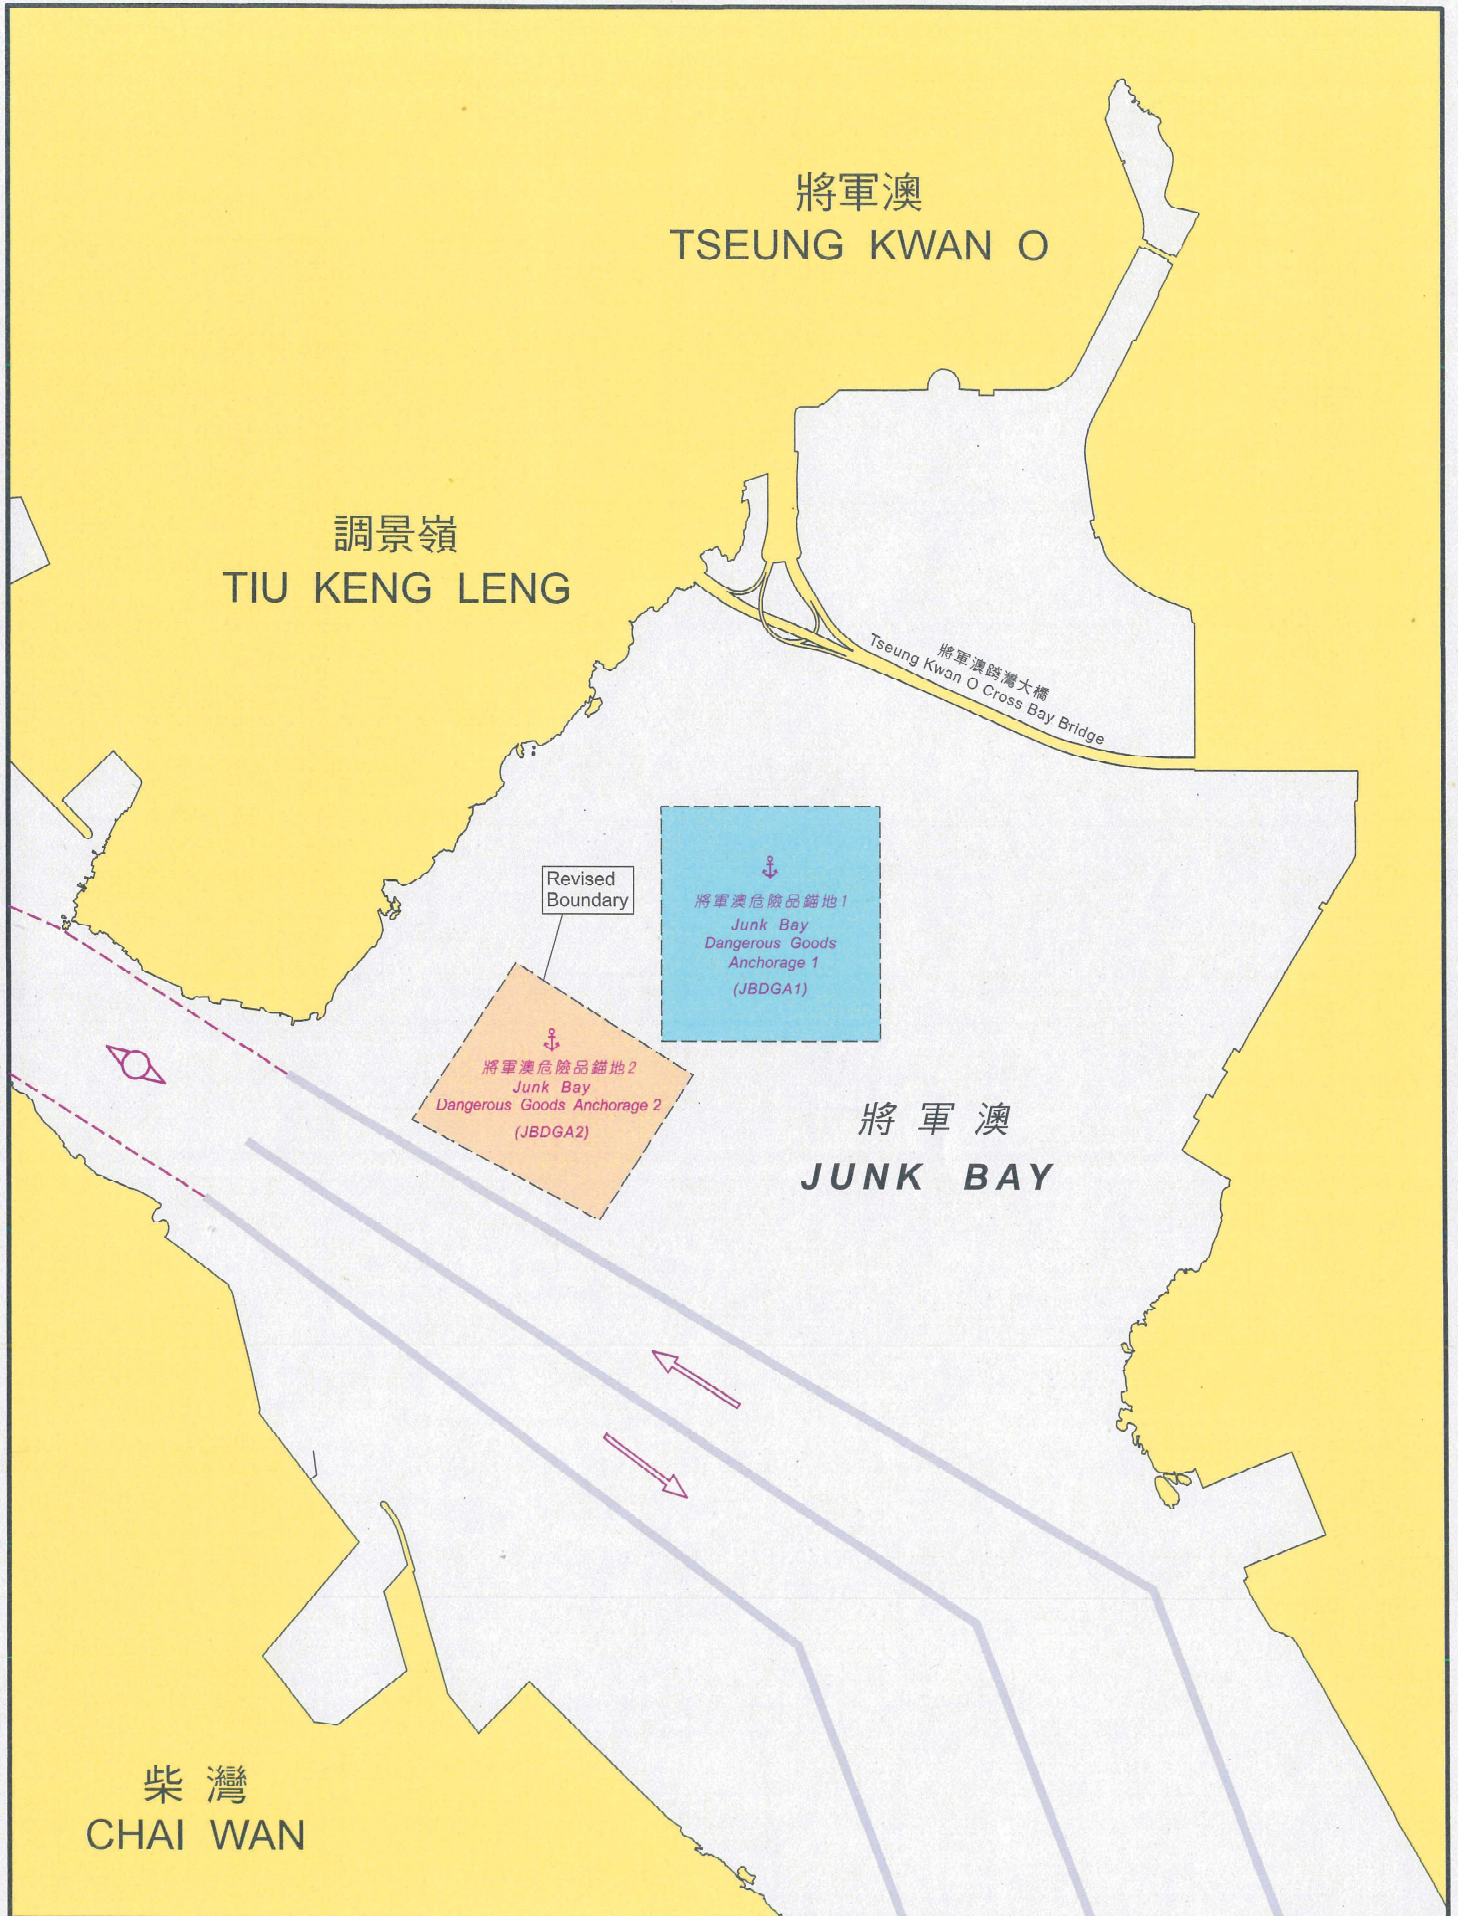 將軍澳
TSEUNG KWAN O
調景嶺
TIU KENG LENG
將軍澳跨灣大橋
Tseung Kwan O Cross Bay Bridge
Revised
Boundary
將軍澳危險品錨地1
Junk Bay
Dangerous Goods
Anchorage 1
(JBDGA1)
將軍澳危險品錨地2
Junk Bay
Dangerous Goods Anchorage 2
(JBDGA2)
將軍澳
JUNK BAY
柴灣
CHAI WAN